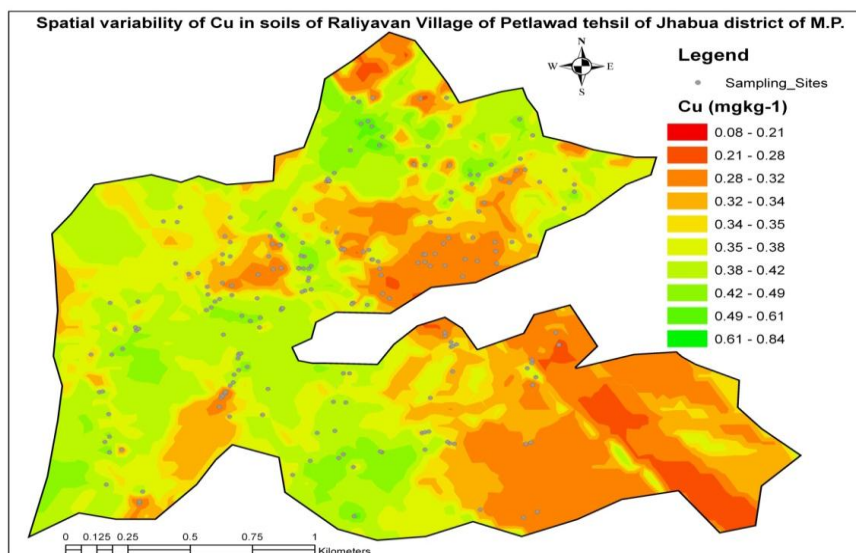 Spatial variability of Cu in soils of Raliyavan Village of Petlawad tehsil of Jhabua district of M.P.
N
W E
S
Legend
Sampling_Sites
Cu (mgkg-1)
0.08 - 0.21
0.21 - 0.28
0.28 - 0.32
0.32 - 0.34
0.34 - 0.35
0.35 - 0.38
0.38 - 0.42
0.42 - 0.49
0.49 - 0.61
0.61 - 0.84
0 0.125 0.25 0.5 0.75 1
Kilometers